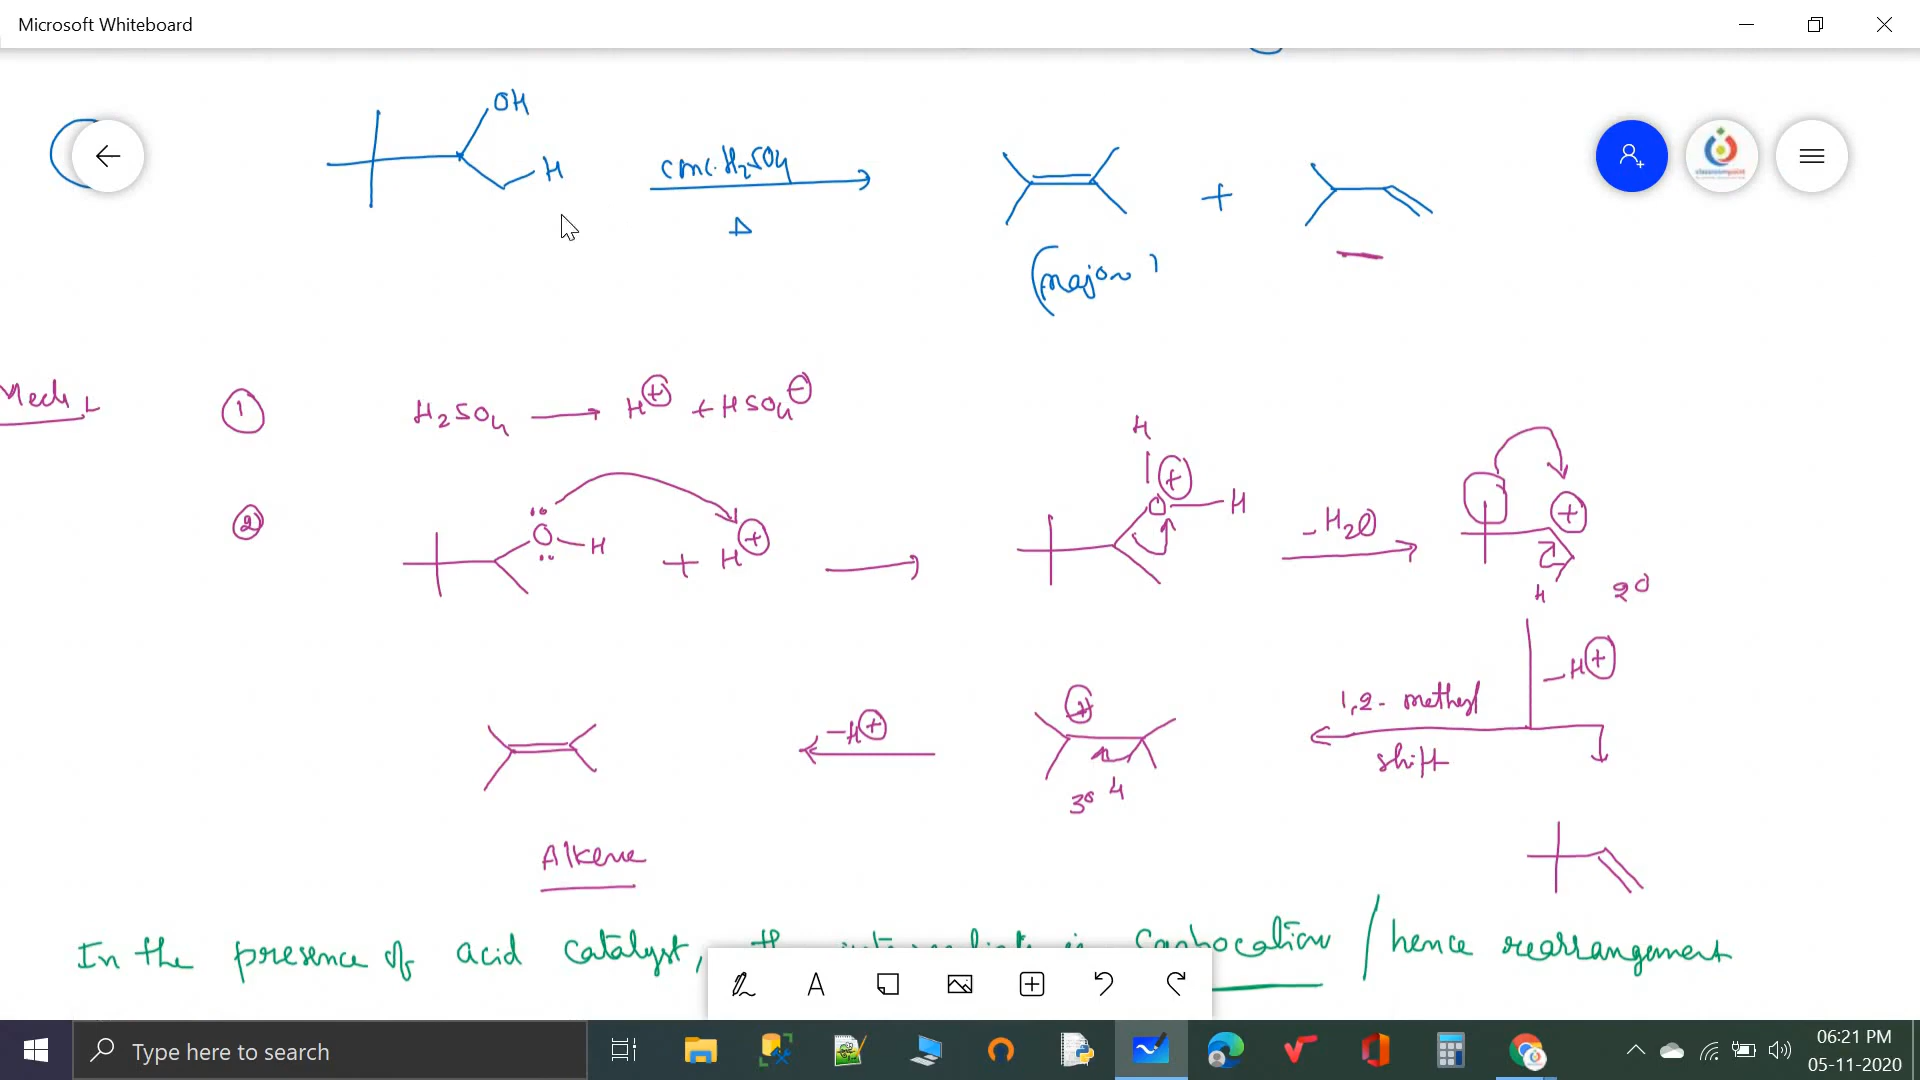 Microsoft Whiteboard
OH
H
conc. H2SO4
Δ
+
(major)
Mech
① H2SO4 → H⊕ + HSO4⊖
②
O-H + H⊕ →
H
O-H
⊕
-H2O
⊕
H
2°
-H⊕
1,2-methyl
shift
⊕
3° H
-H⊕
Alkene
In the presence of acid catalyst, carbocation / hence rearrangement
Type here to search
06:21 PM
05-11-2020